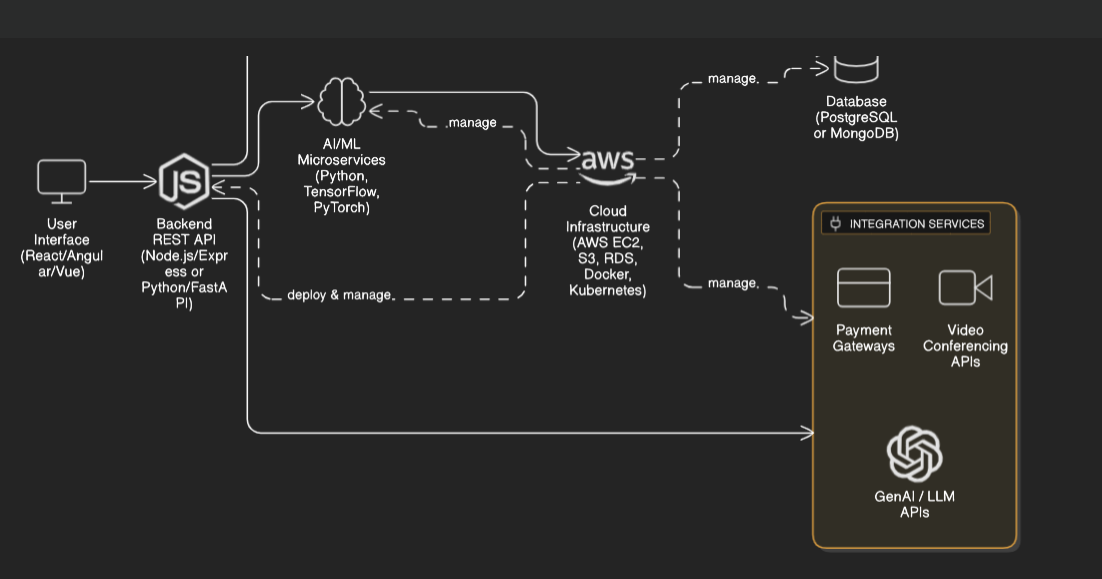 manage.
Database
(PostgreSQL
or MongoDB)
manage
AI/ML
Microservices
(Python,
TensorFlow,
PyTorch)
aws
JS
User
Interface
(React/Angul
ar/Vue)
Backend
REST API
(Node.js/Expr
ess or
Python/FastA
PI)
Cloud
Infrastructure
(AWS EC2,
S3, RDS,
Docker,
Kubernetes)
deploy & manage.
manage.
INTEGRATION SERVICES
Payment
Gateways
Video
Conferencing
APIs
GenAI / LLM
APIs